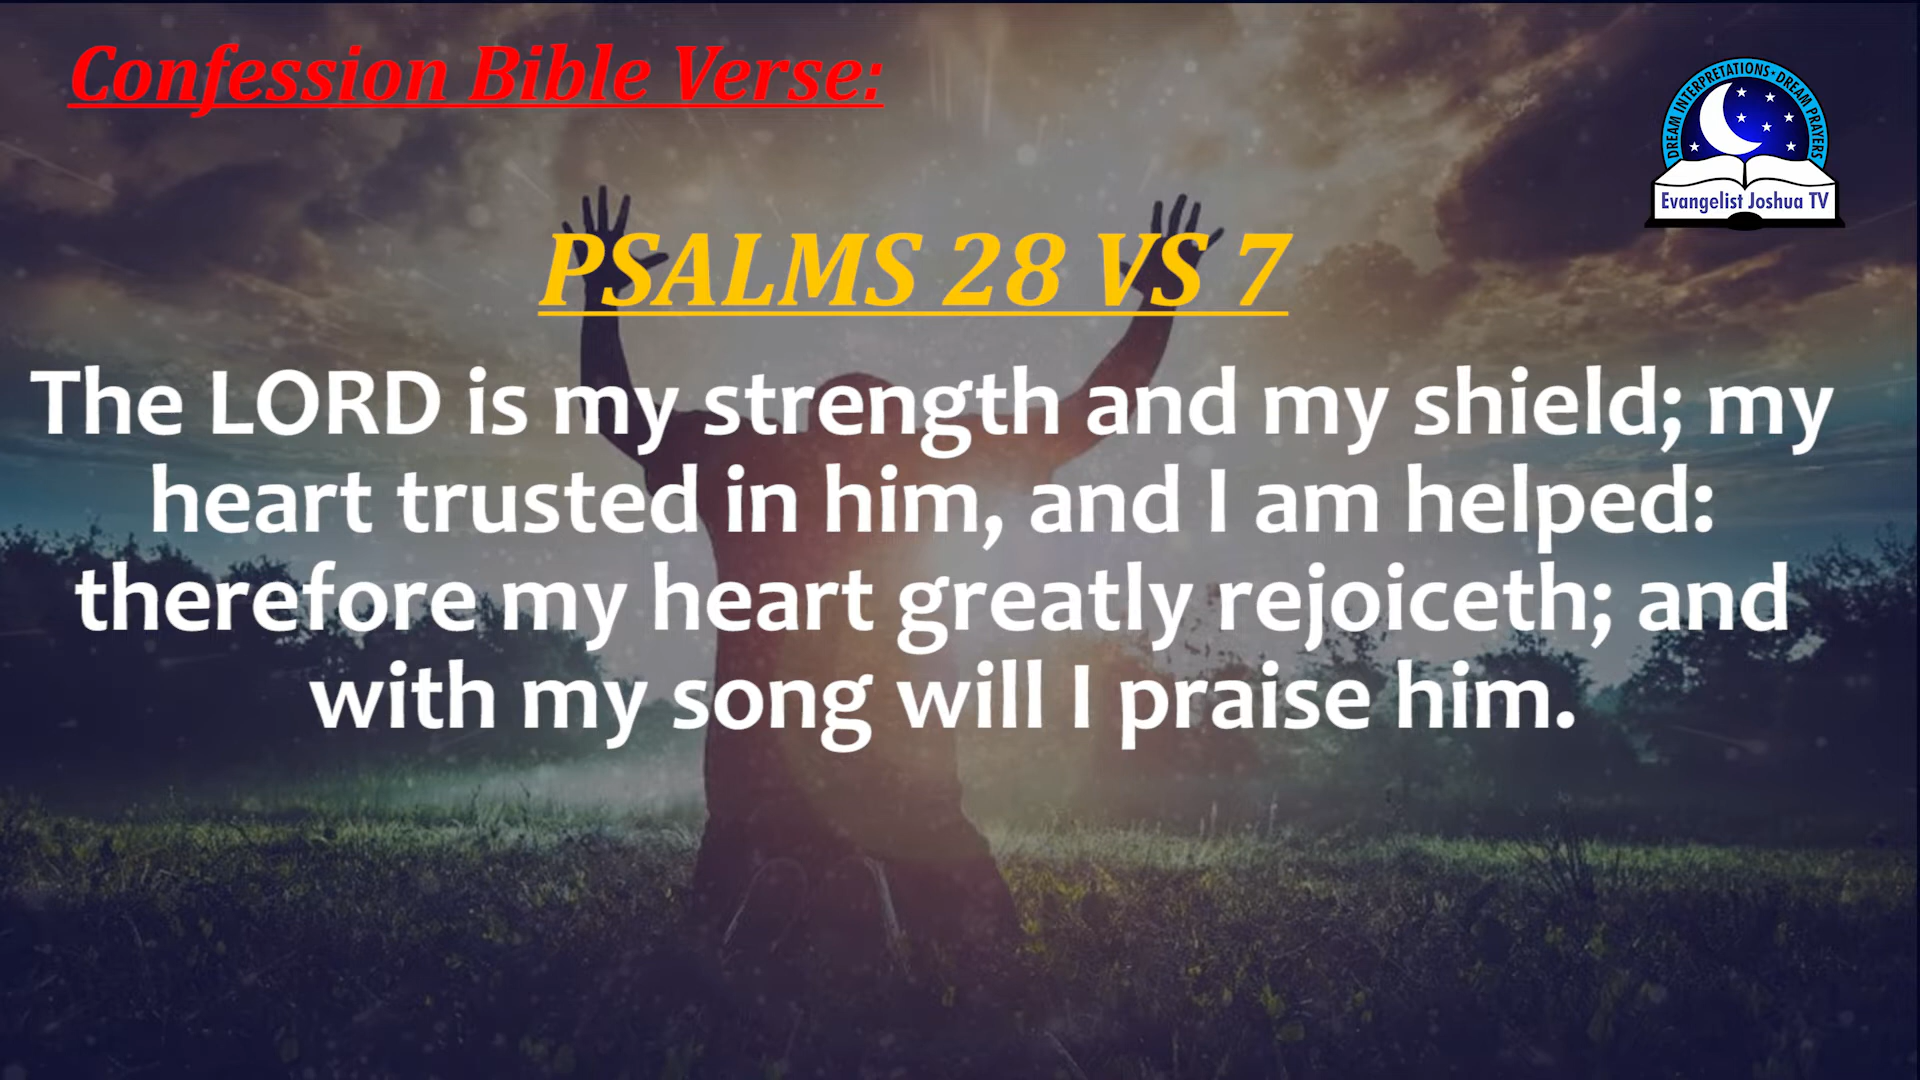 Confession Bible Verse:
DREAM INTERPRETATIONS · DREAM PRAYERS
Evangelist Joshua TV
PSALMS 28 VS 7
The LORD is my strength and my shield; my
heart trusted in him, and I am helped:
therefore my heart greatly rejoiceth; and
with my song will I praise him.